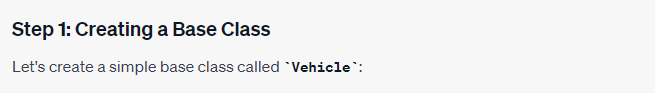 Step 1: Creating a Base Class
Let's create a simple base class called `Vehicle`: